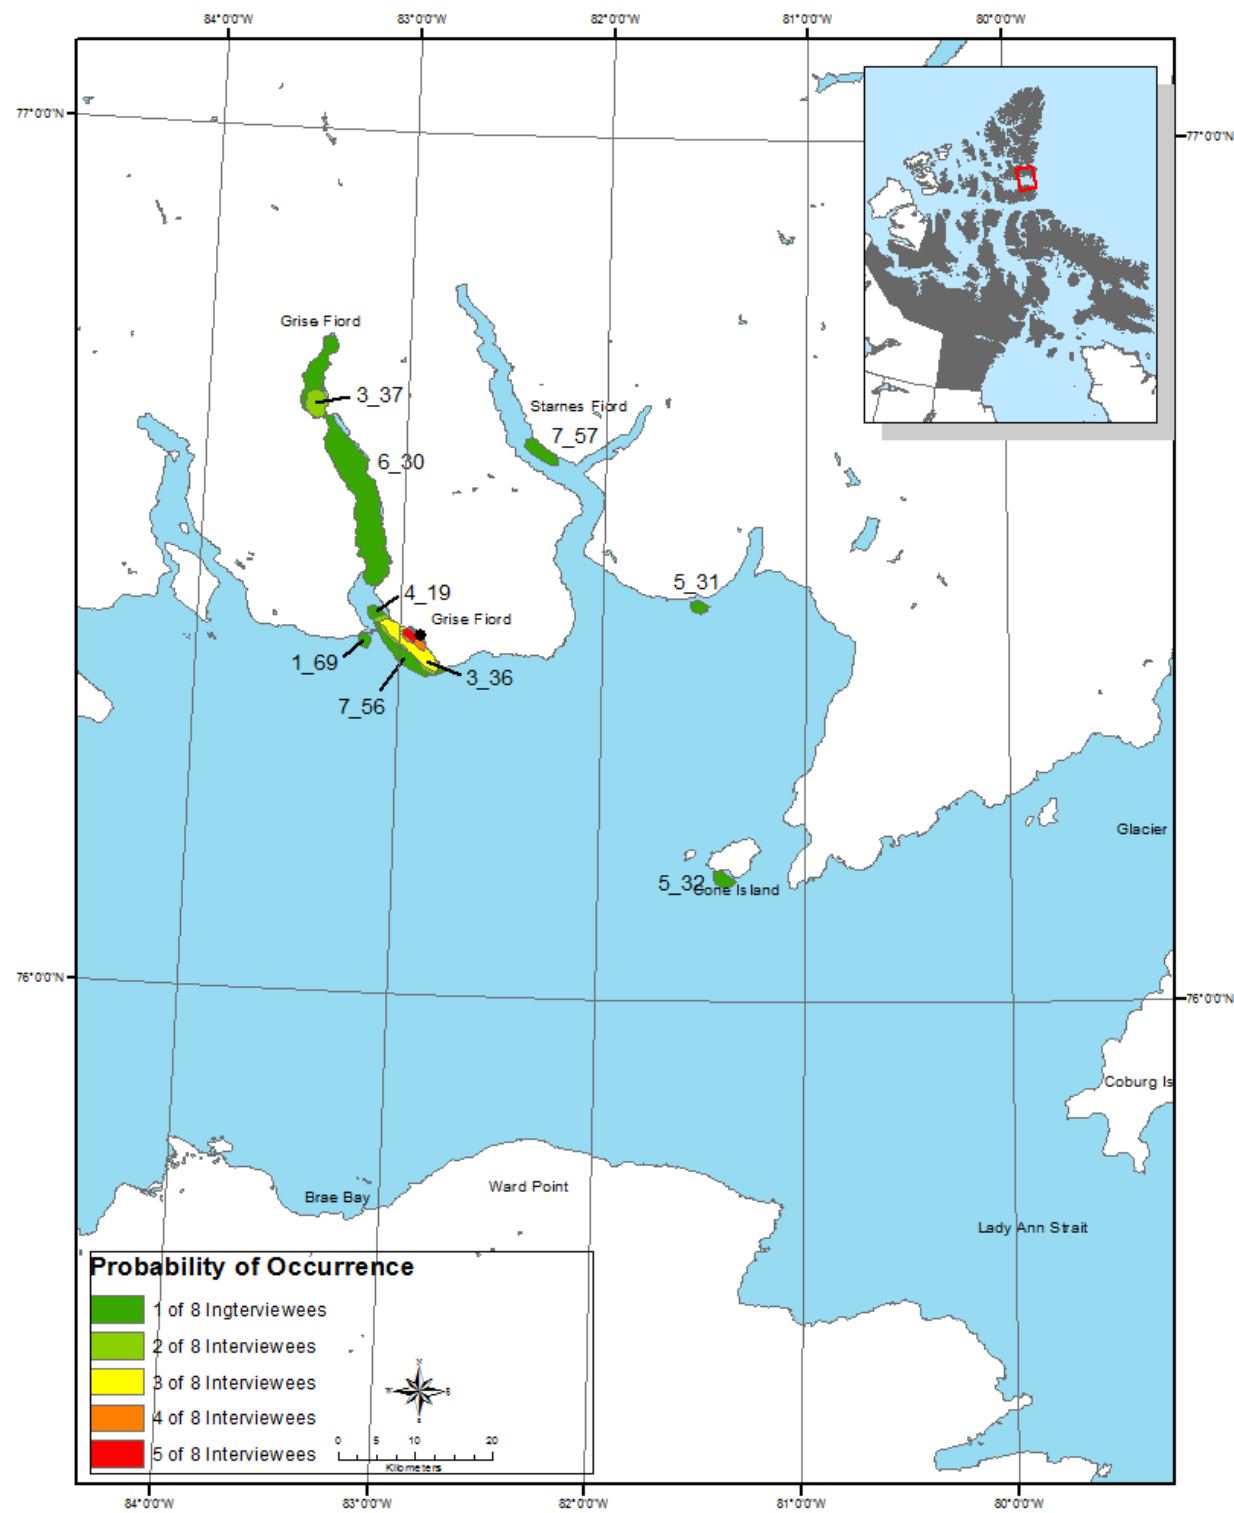 84°0'0"W 83°0'0"W 82°0'0"W 81°0'0"W 80°0'0"W
77°0'0"N
77°0'0"N
Grise Fiord
3_37
Starnes Fiord
7_57
6_30
5_31
4_19
Grise Fiord
1_69
3_36
7_56
Glacier
5_32
Cone Island
76°0'0"N
76°0'0"N
Coburg Is
Ward Point
Brae Bay
Lady Ann Strait
Probability of Occurrence
1 of 8 Ingterviewees
2 of 8 Interviewees
3 of 8 Interviewees
4 of 8 Interviewees
5 of 8 Interviewees
N
W E
S
0 5 10 20
Kilometers
84°0'0"W 83°0'0"W 82°0'0"W 81°0'0"W 80°0'0"W